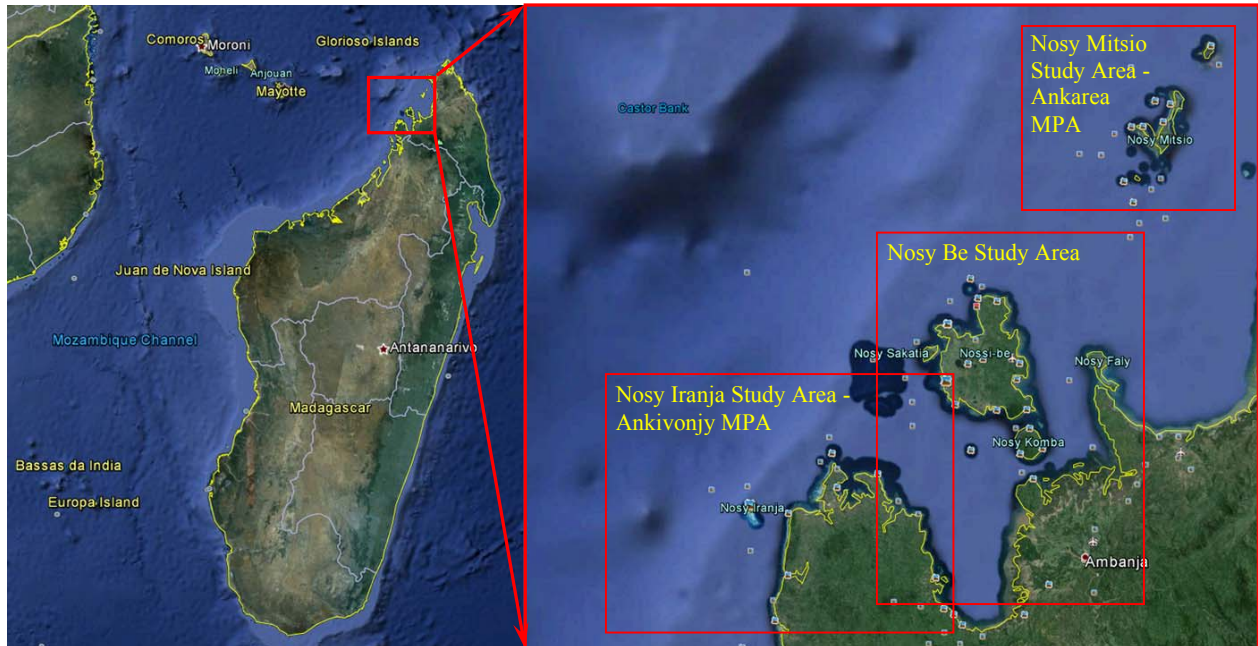 Comoros
Moroni
Glorioso Islands
Moheli
Anjouan
Mayotte
Juan de Nova Island
Mozambique Channel
Antananarivo
Madagascar
Bassas da India
Europa Island
Nosy Mitsio
Study Area -
Ankarea
MPA
Castor Bank
Nosy Mitsio
Nosy Be Study Area
Nosy Sakatia
Nossi-be
Nosy Faly
Nosy Iranja Study Area -
Ankivonjy MPA
Nosy Komba
Nosy Iranja
Ambanja